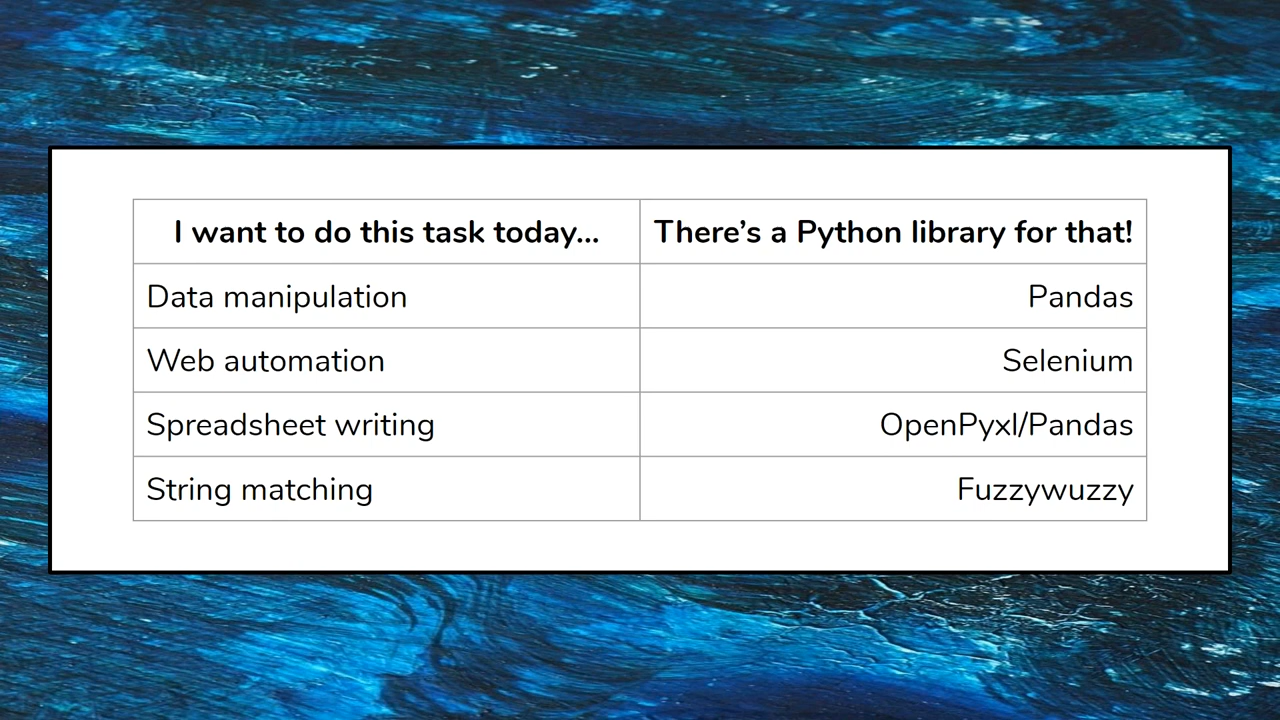 I want to do this task today... There's a Python library for that!
Data manipulation Pandas
Web automation Selenium
Spreadsheet writing OpenPyxl/Pandas
String matching Fuzzywuzzy